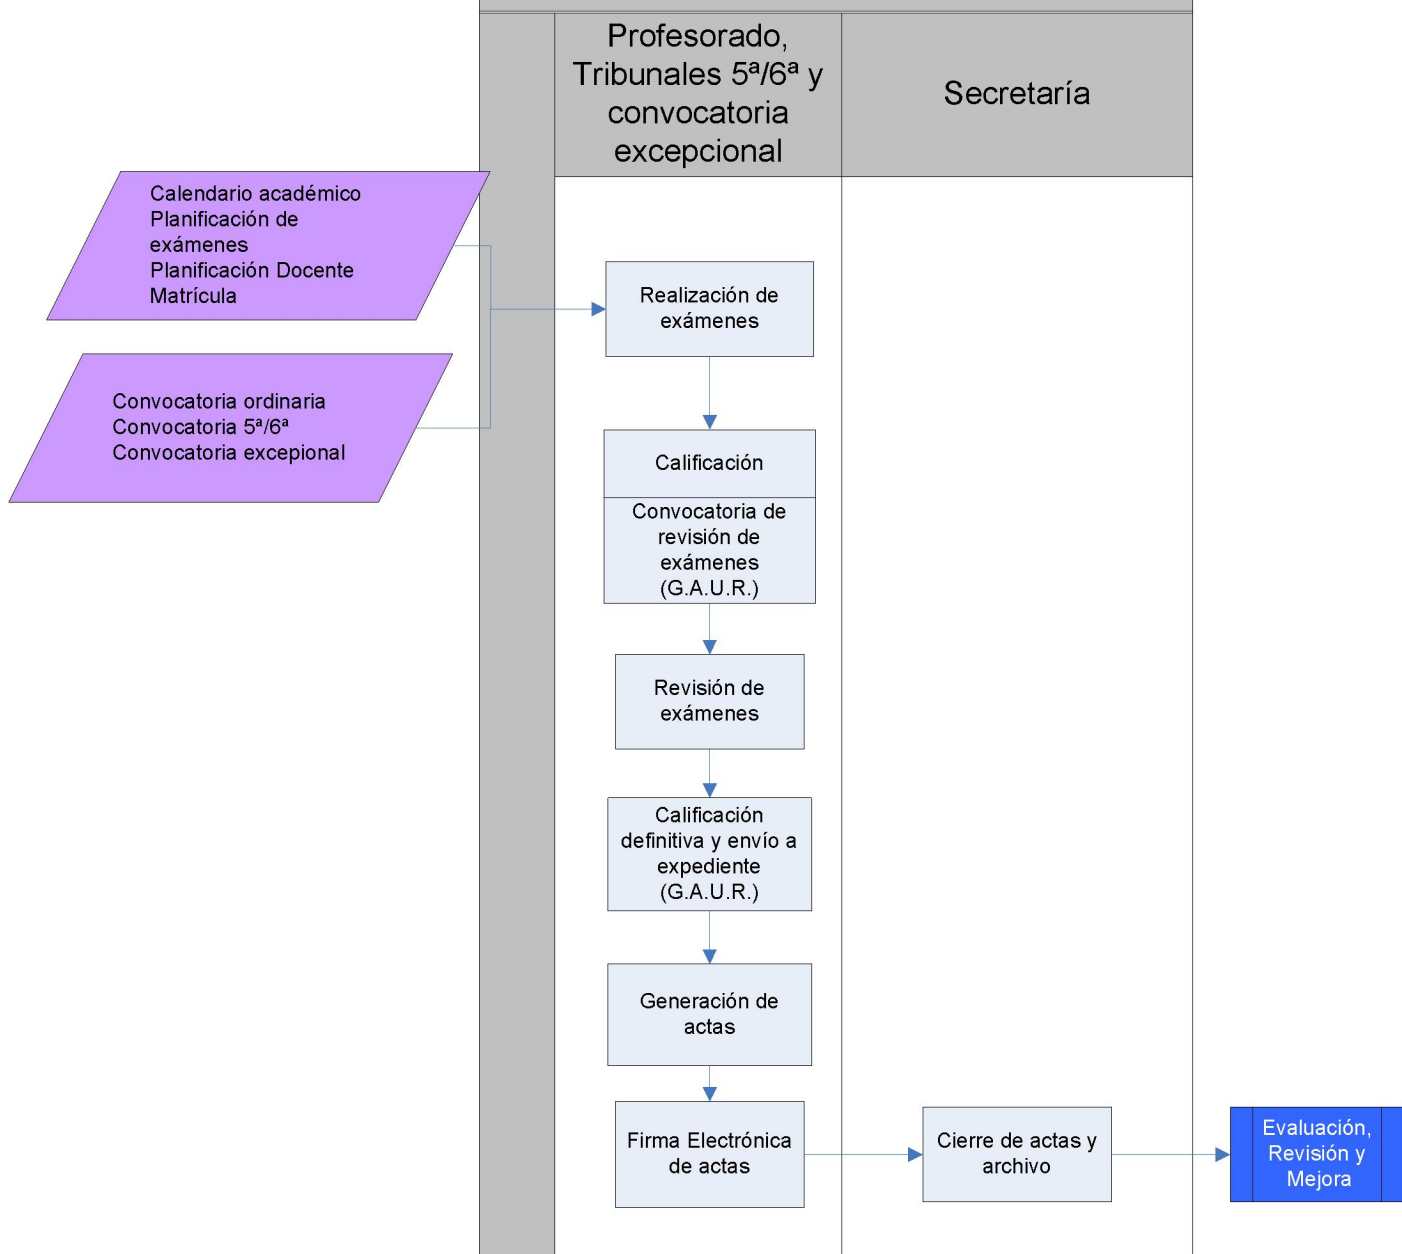 Profesorado,
Tribunales 5ª/6ª y
convocatoria
excepcional
Secretaría
Calendario académico
Planificación de
exámenes
Planificación Docente
Matrícula
Convocatoria ordinaria
Convocatoria 5ª/6ª
Convocatoria excepional
Realización de
exámenes
Calificación
Convocatoria de
revisión de
exámenes
(G.A.U.R.)
Revisión de
exámenes
Calificación
definitiva y envío a
expediente
(G.A.U.R.)
Generación de
actas
Firma Electrónica
de actas
Cierre de actas y
archivo
Evaluación,
Revisión y
Mejora